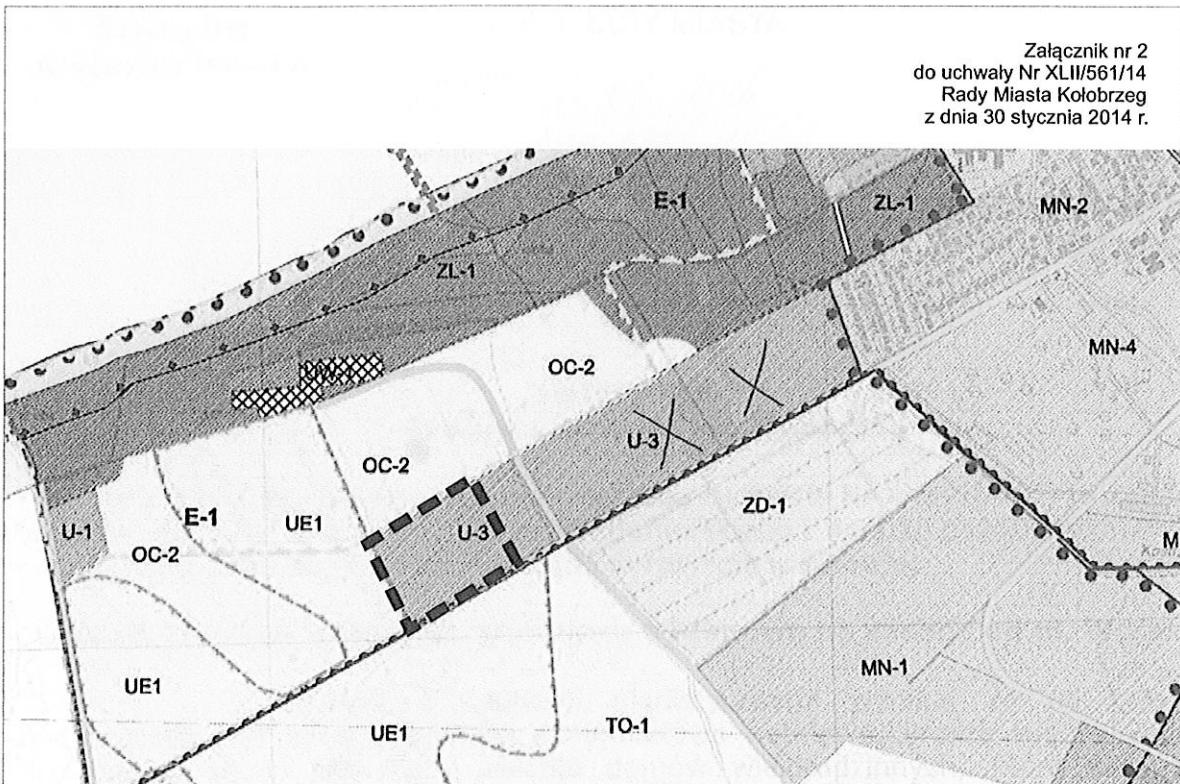 Załącznik nr 2
do uchwały Nr XLII/561/14
Rady Miasta Kołobrzeg
z dnia 30 stycznia 2014 r.
E-1
ZL-1
MN-2
ZL-1
MN-4
OC-2
U-3
OC-2
ZD-1
U-1
E-1
UE1
U-3
OC-2
MN-1
UE1
UE1
TO-1